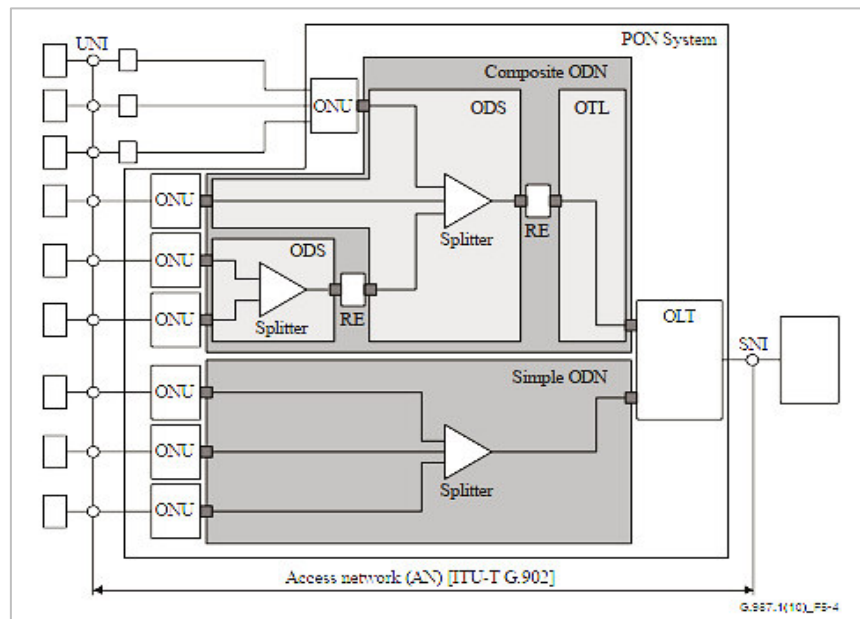 UNI
PON System
Composite ODN
ONU
ODS
OTL
ONU
Splitter
RE
ONU
ODS
ONU
Splitter
RE
OLT
SNI
Simple ODN
ONU
ONU
Splitter
ONU
Access network (AN) [ITU-T G.902]
G.987.1(10)_F5-4